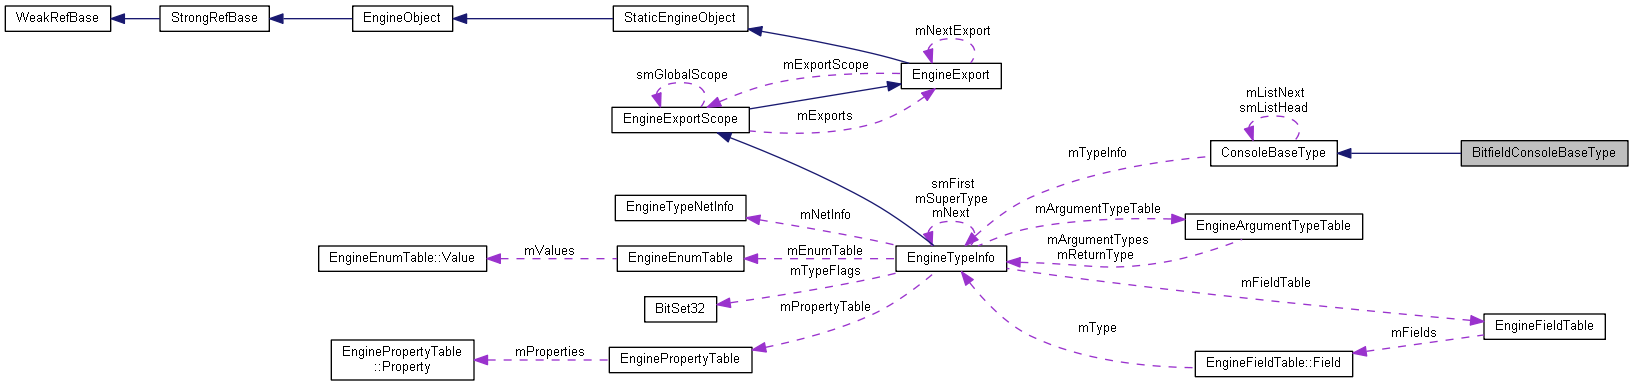 WeakRefBase
StrongRefBase
EngineObject
StaticEngineObject
mNextExport
EngineExport
mExportScope
smGlobalScope
EngineExportScope
mExports
mListNext
smListHead
ConsoleBaseType
BitfieldConsoleBaseType
mTypeInfo
smFirst
mSuperType
mNext
EngineTypeNetInfo
mNetInfo
mArgumentTypeTable
EngineArgumentTypeTable
mArgumentTypes
mReturnType
EngineEnumTable::Value
mValues
EngineEnumTable
mEnumTable
EngineTypeInfo
mTypeFlags
BitSet32
mPropertyTable
mFieldTable
EngineFieldTable
mFields
mType
EnginePropertyTable
::Property
mProperties
EnginePropertyTable
EngineFieldTable::Field